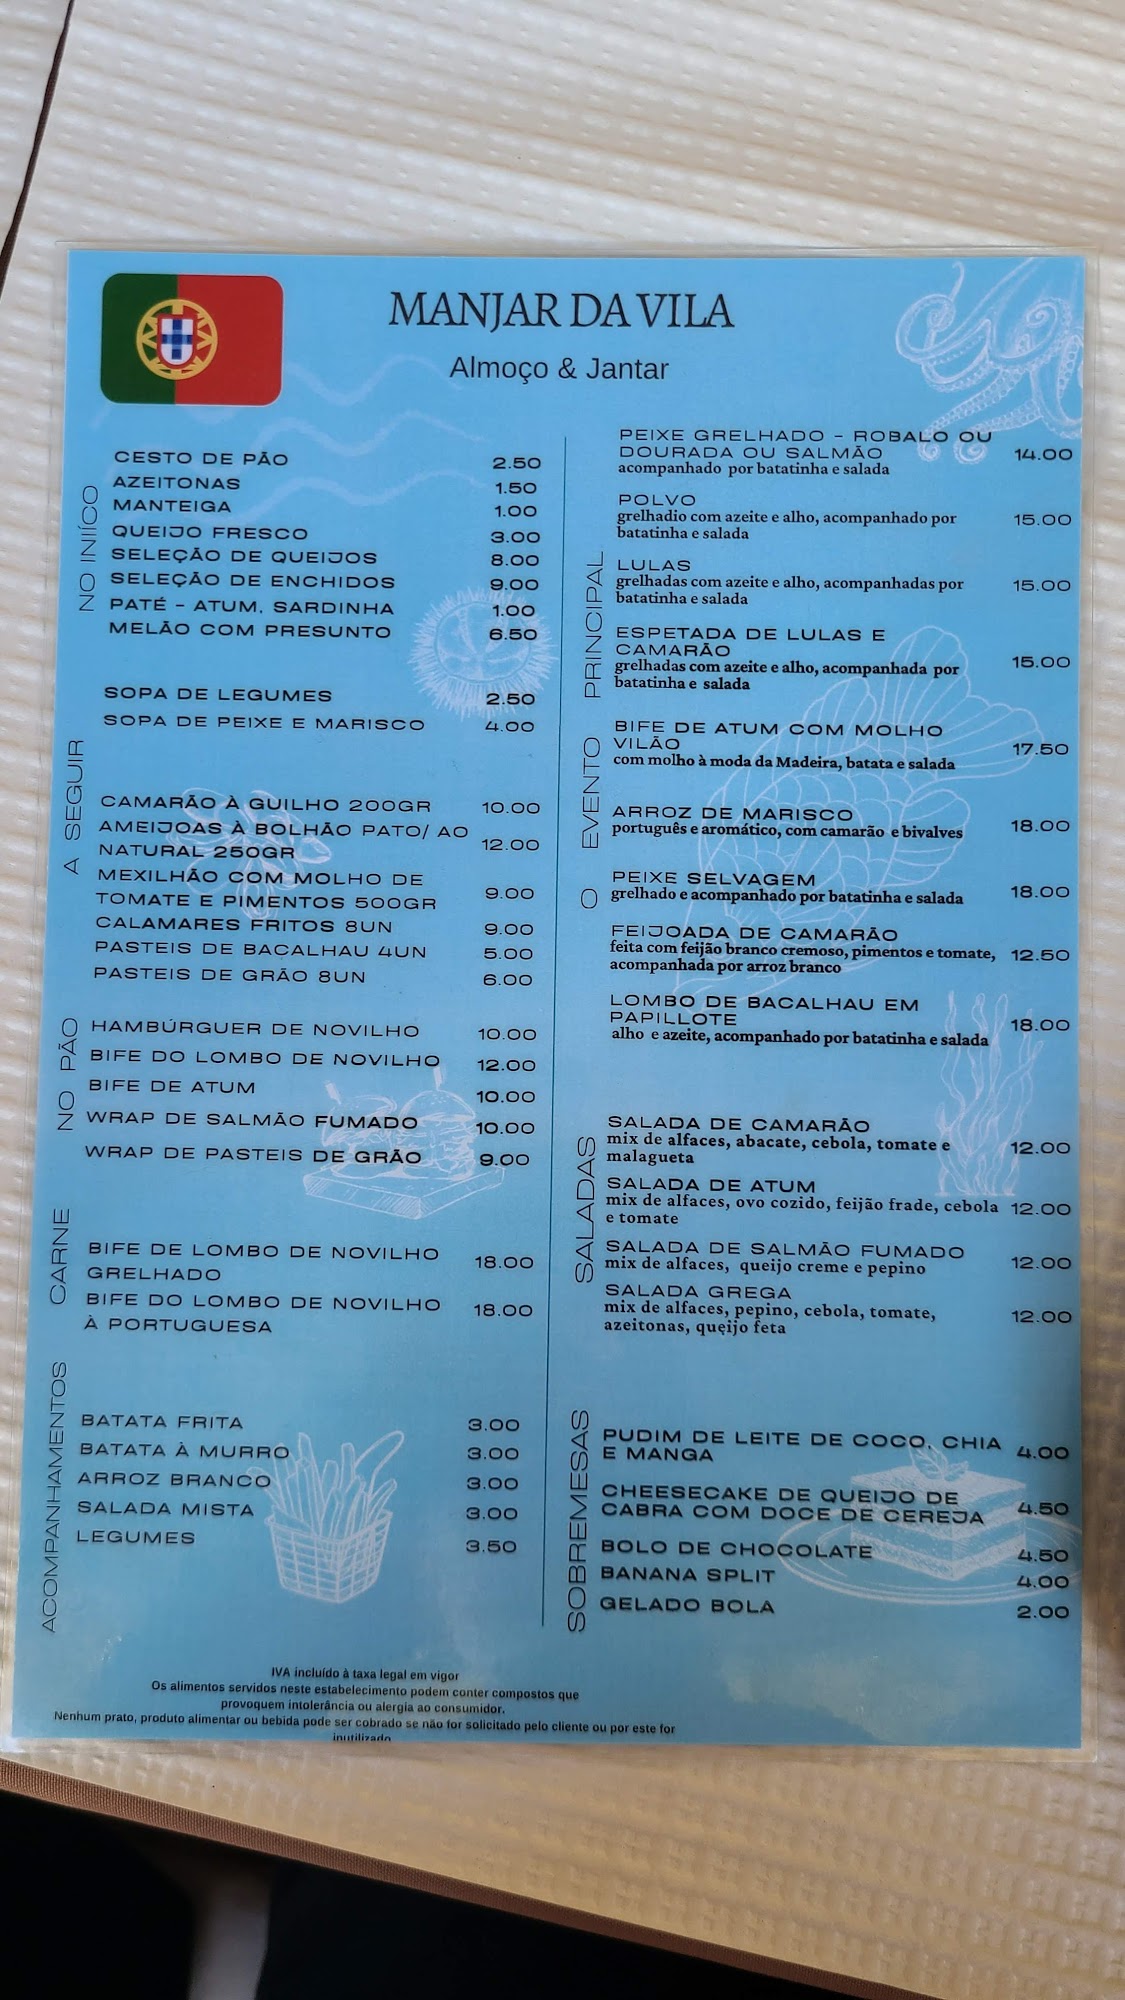 MANJAR DA VILA
Almoço & Jantar
NO INIÍCO
CESTO DE PÃO 2.50
AZEITONAS 1.50
MANTEIGA 1.00
QUEIJO FRESCO 3.00
SELEÇÃO DE QUEIJOS 8.00
SELEÇÃO DE ENCHIDOS 9.00
PATÉ - ATUM, SARDINHA 1.00
MELÃO COM PRESUNTO 6.50
A SEGUIR
SOPA DE LEGUMES 2.50
SOPA DE PEIXE E MARISCO 4.00
CAMARÃO À GUILHO 200GR 10.00
AMEIJOAS À BOLHÃO PATO/ AO
NATURAL 250GR 12.00
MEXILHÃO COM MOLHO DE
TOMATE E PIMENTOS 500GR 9.00
CALAMARES FRITOS 8UN 9.00
PASTEIS DE BACALHAU 4UN 5.00
PASTEIS DE GRÃO 8UN 6.00
NO PÃO
HAMBÚRGUER DE NOVILHO 10.00
BIFE DO LOMBO DE NOVILHO 12.00
BIFE DE ATUM 10.00
WRAP DE SALMÃO FUMADO 10.00
WRAP DE PASTEIS DE GRÃO 9.00
CARNE
BIFE DE LOMBO DE NOVILHO
GRELHADO 18.00
BIFE DO LOMBO DE NOVILHO
À PORTUGUESA 18.00
ACOMPANHAMENTOS
BATATA FRITA 3.00
BATATA À MURRO 3.00
ARROZ BRANCO 3.00
SALADA MISTA 3.00
LEGUMES 3.50
O EVENTO PRINCIPAL
PEIXE GRELHADO - ROBALO OU
DOURADA OU SALMÃO 14.00
acompanhado por batatinha e salada
POLVO
grelhadio com azeite e alho, acompanhado por 15.00
batatinha e salada
LULAS
grelhadas com azeite e alho, acompanhadas por 15.00
batatinha e salada
ESPETADA DE LULAS E
CAMARÃO
grelhadas com azeite e alho, acompanhada por 15.00
batatinha e salada
BIFE DE ATUM COM MOLHO
VILÃO 17.50
com molho à moda da Madeira, batata e salada
ARROZ DE MARISCO
português e aromático, com camarão e bivalves 18.00
PEIXE SELVAGEM
grelhado e acompanhado por batatinha e salada 18.00
FEIJOADA DE CAMARÃO
feita com feijão branco cremoso, pimentos e tomate, 12.50
acompanhada por arroz branco
LOMBO DE BACALHAU EM
PAPILLOTE 18.00
alho e azeite, acompanhado por batatinha e salada
SALADAS
SALADA DE CAMARÃO
mix de alfaces, abacate, cebola, tomate e 12.00
malagueta
SALADA DE ATUM
mix de alfaces, ovo cozido, feijão frade, cebola 12.00
e tomate
SALADA DE SALMÃO FUMADO
mix de alfaces, queijo creme e pepino 12.00
SALADA GREGA
mix de alfaces, pepino, cebola, tomate, 12.00
azeitonas, queijo feta
SOBREMESAS
PUDIM DE LEITE DE COCO, CHIA
E MANGA 4.00
CHEESECAKE DE QUEIJO DE
CABRA COM DOCE DE CEREJA 4.50
BOLO DE CHOCOLATE 4.50
BANANA SPLIT 4.00
GELADO BOLA 2.00
IVA incluído à taxa legal em vigor
Os alimentos servidos neste estabelecimento podem conter compostos que
provoquem intolerância ou alergia ao consumidor.
Nenhum prato, produto alimentar ou bebida pode ser cobrado se não for solicitado pelo cliente ou por este for
inutilizado